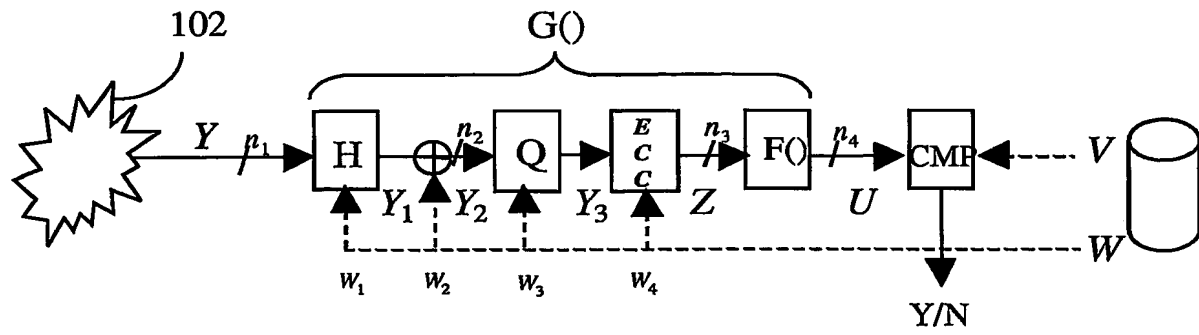 102
G()
Y n₁ H n₂ Q E C C n₃ F() n₄ CMP V
Y₁ Y₂ Y₃ Z U W
w₁ w₂ w₃ w₄
Y/N